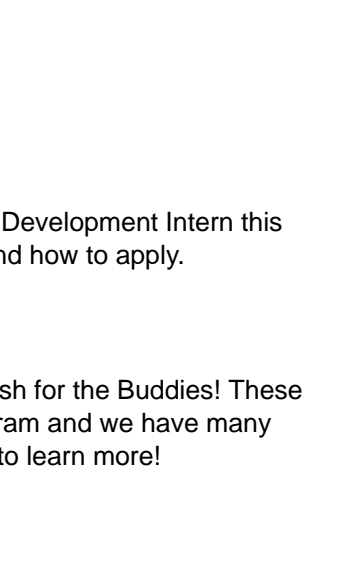 Development Intern this
nd how to apply.
sh for the Buddies! These
ram and we have many
to learn more!